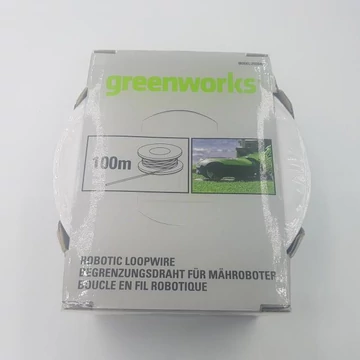 greenworks
100m
ROBOTIC LOOPWIRE
BEGRENZUNGSDRAHT FÜR MÄHROBOTER
BOUCLE EN FIL ROBOTIQUE